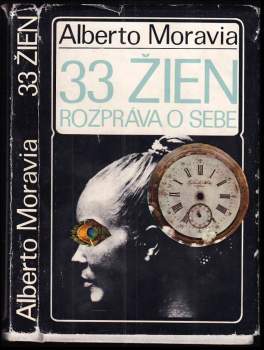 Alberto Moravia 33 ŽIEN
Alberto Moravia
33 ŽIEN
ROZPRÁVA O SEBE